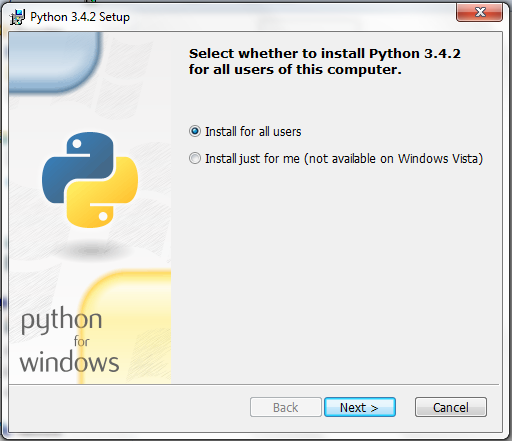 Python 3.4.2 Setup
Select whether to install Python 3.4.2
for all users of this computer.
Install for all users
Install just for me (not available on Windows Vista)
python
for
windows
Back
Next >
Cancel